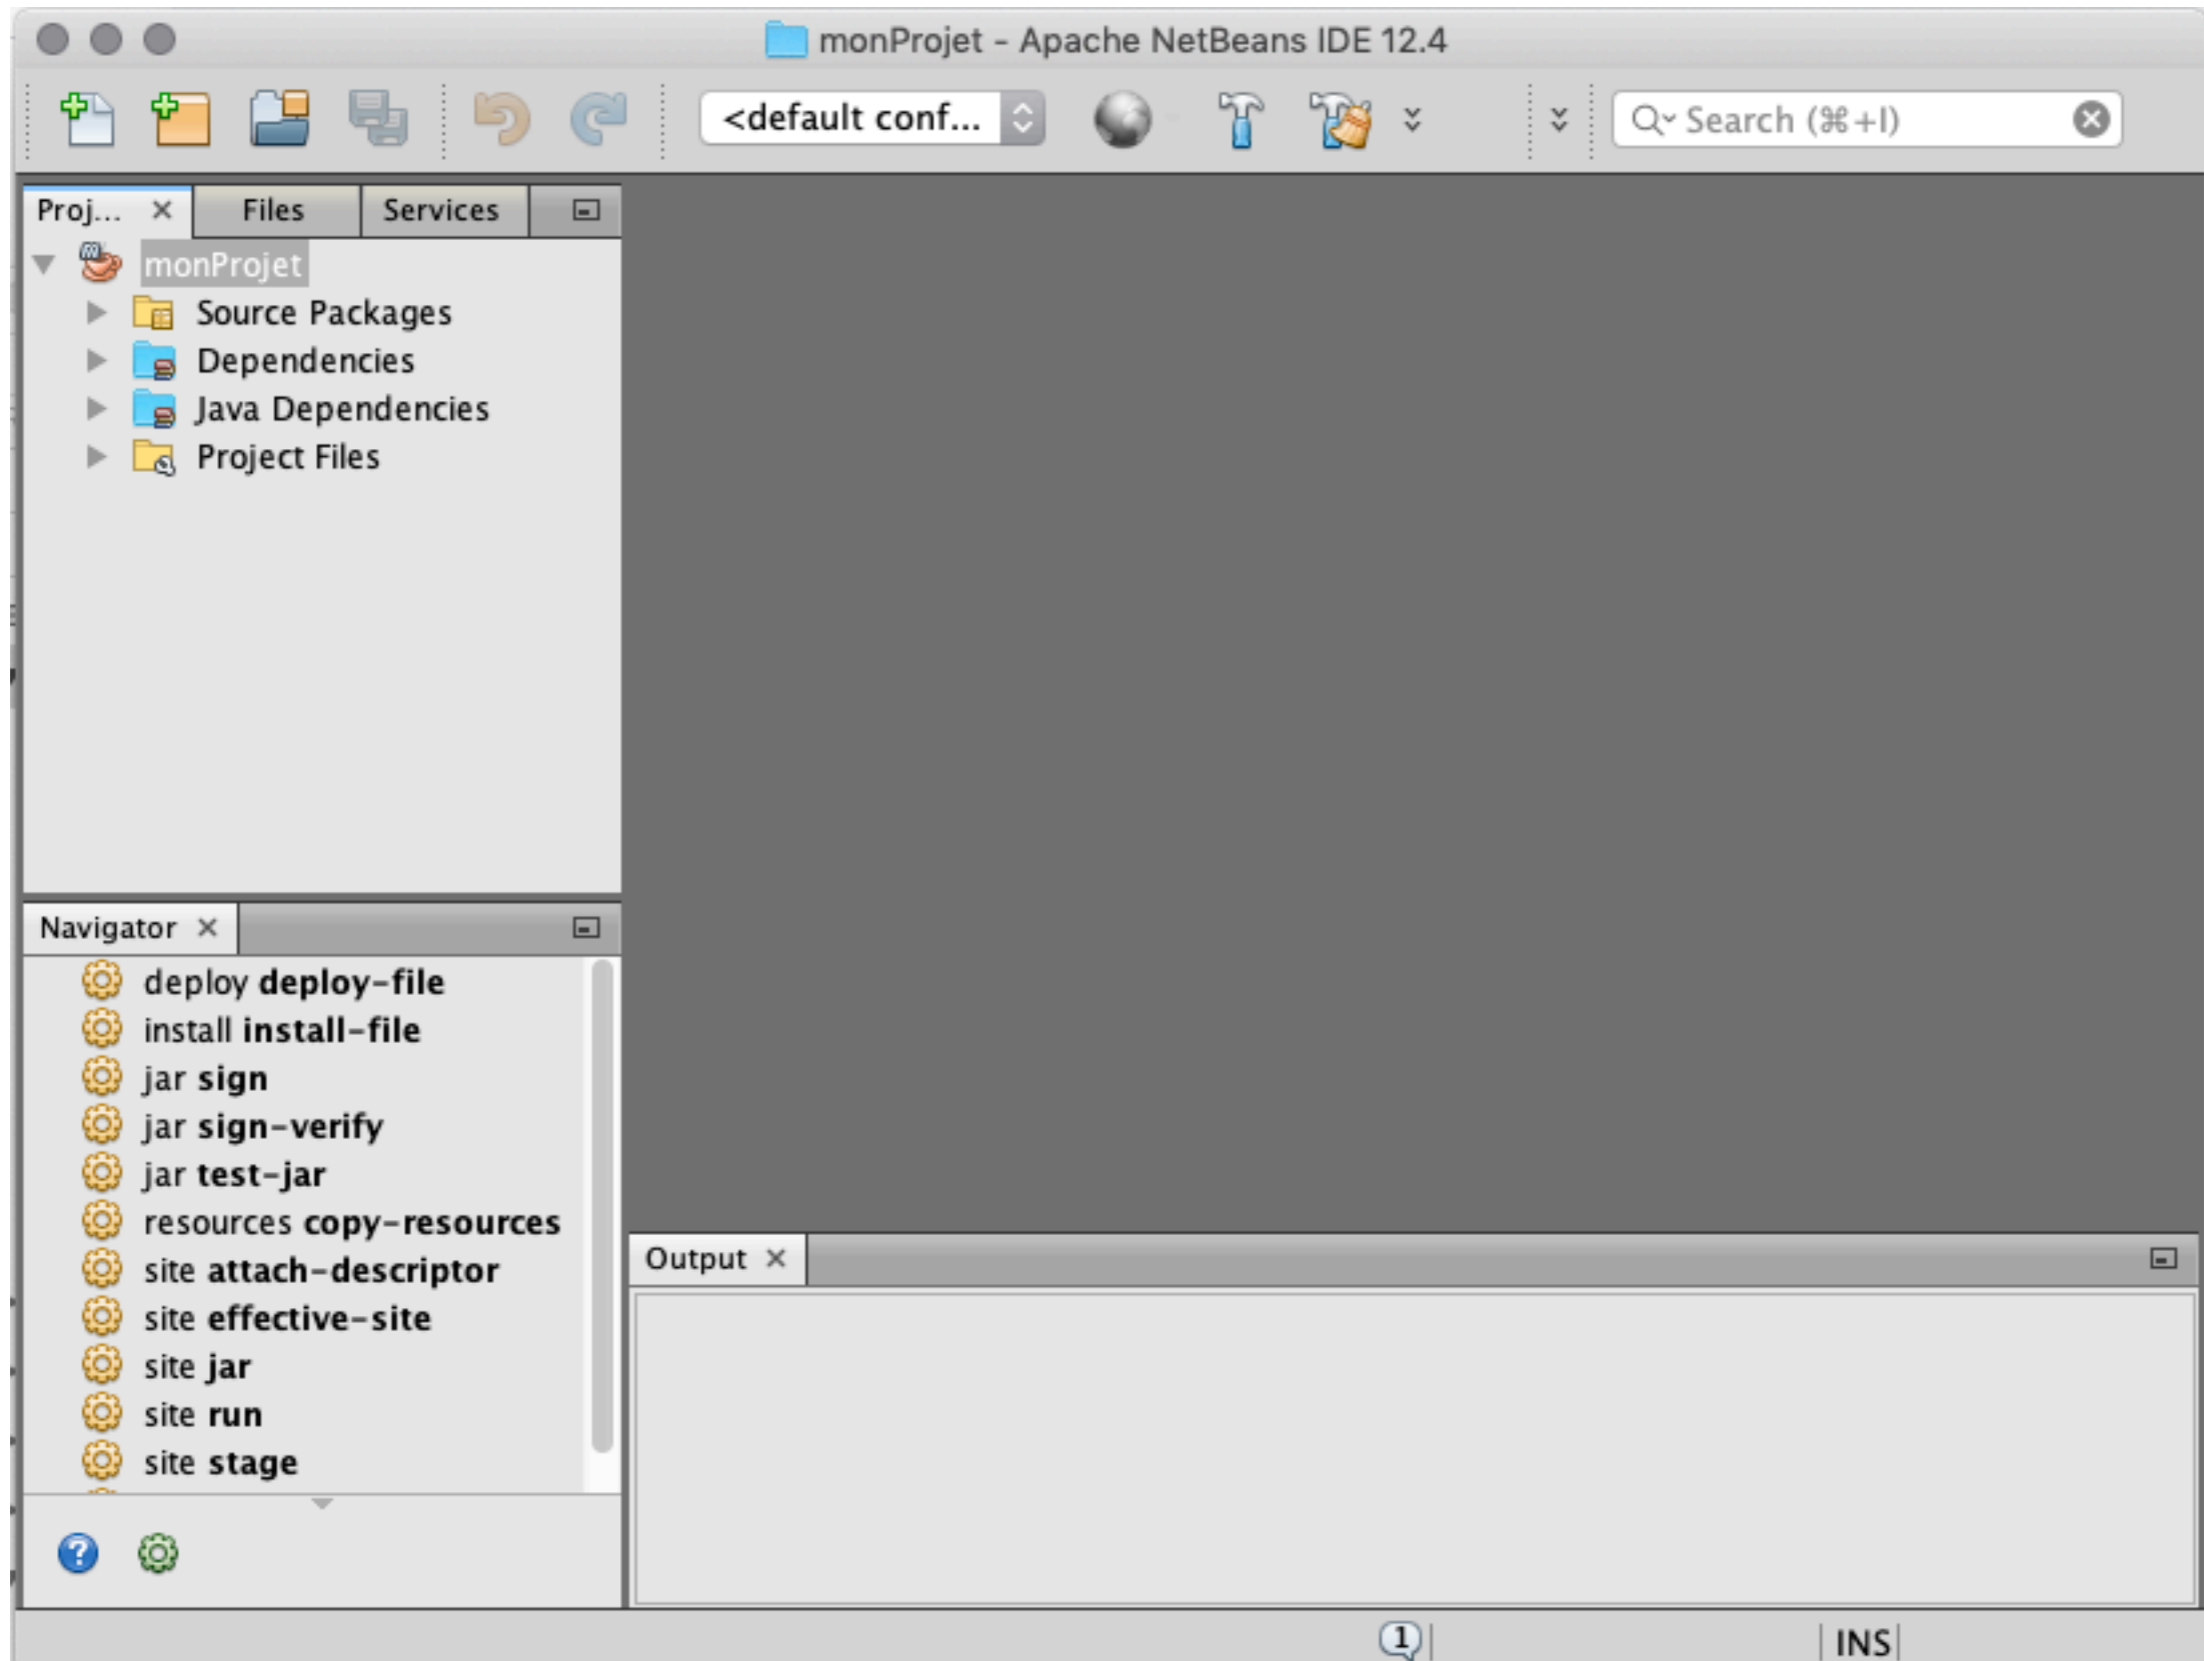 monProjet – Apache NetBeans IDE 12.4
<default conf...
Search (⌘+I)
Proj...
Files
Services
monProjet
Source Packages
Dependencies
Java Dependencies
Project Files
Navigator
deploy deploy-file
install install-file
jar sign
jar sign-verify
jar test-jar
resources copy-resources
site attach-descriptor
site effective-site
site jar
site run
site stage
Output
1
INS